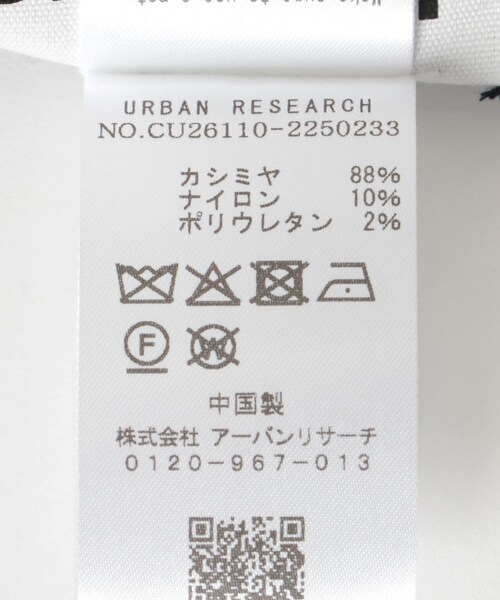 URBAN RESEARCH
NO.CU26110-2250233
カシミヤ 88%
ナイロン 10%
ポリウレタン 2%
F W
中国製
株式会社 アーバンリサーチ
0120-967-013